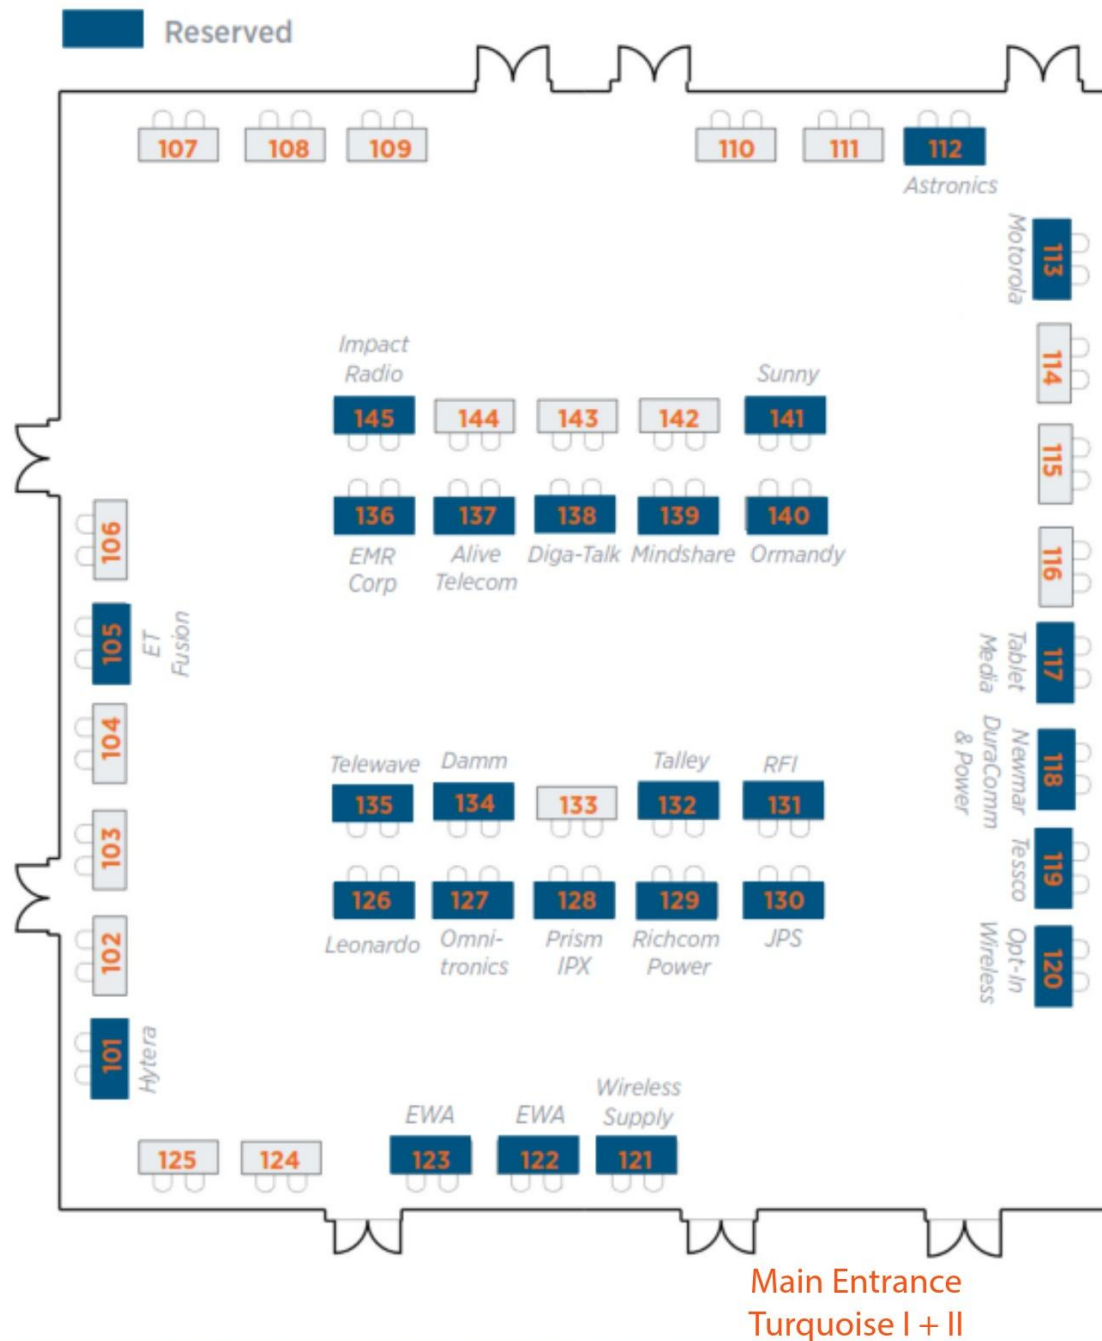 Reserved
107
108
109
110
111
112
Astronics
113
Motorola
114
115
116
117
Tablet
Media
118
Newmar
DuraComm
& Power
119
Tessco
120
Opt-In
Wireless
Impact
Radio
Sunny
145
144
143
142
141
136
137
138
139
140
EMR
Corp
Alive
Telecom
Diga-Talk
Mindshare
Ormandy
106
105
ET
Fusion
104
103
102
101
Hytera
Telewave
Damm
Talley
RFI
135
134
133
132
131
126
127
128
129
130
Leonardo
Omni-
tronics
Prism
IPX
Richcom
Power
JPS
EWA
EWA
Wireless
Supply
125
124
123
122
121
Main Entrance
Turquoise I + II